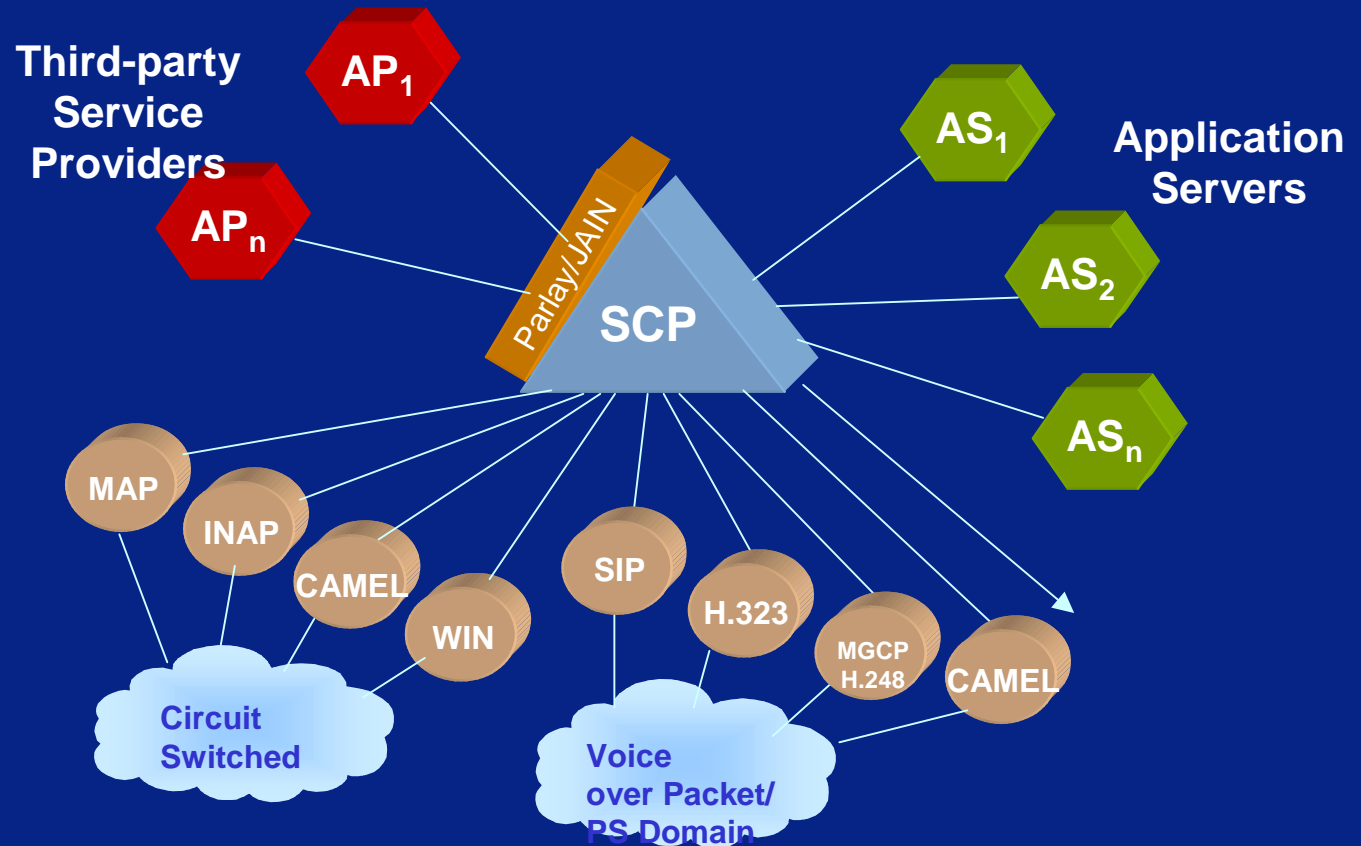 Third-party
Service
Providers
AP1
APn
Parlay/JAIN
SCP
AS1
AS2
ASn
Application
Servers
MAP
INAP
CAMEL
WIN
SIP
H.323
MGCP
H.248
CAMEL
Circuit
Switched
Voice
over Packet/
PS Domain